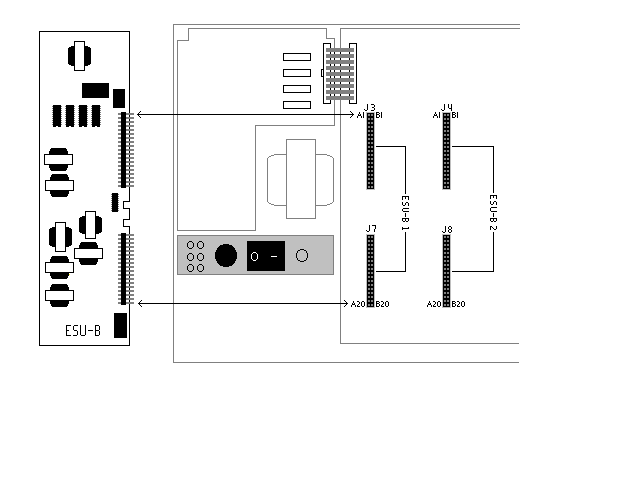 J3
J4
A1 B1
A1 B1
ESU-B 1
ESU-B 2
J7
J8
A20 B20
A20 B20
O -
ESU-B